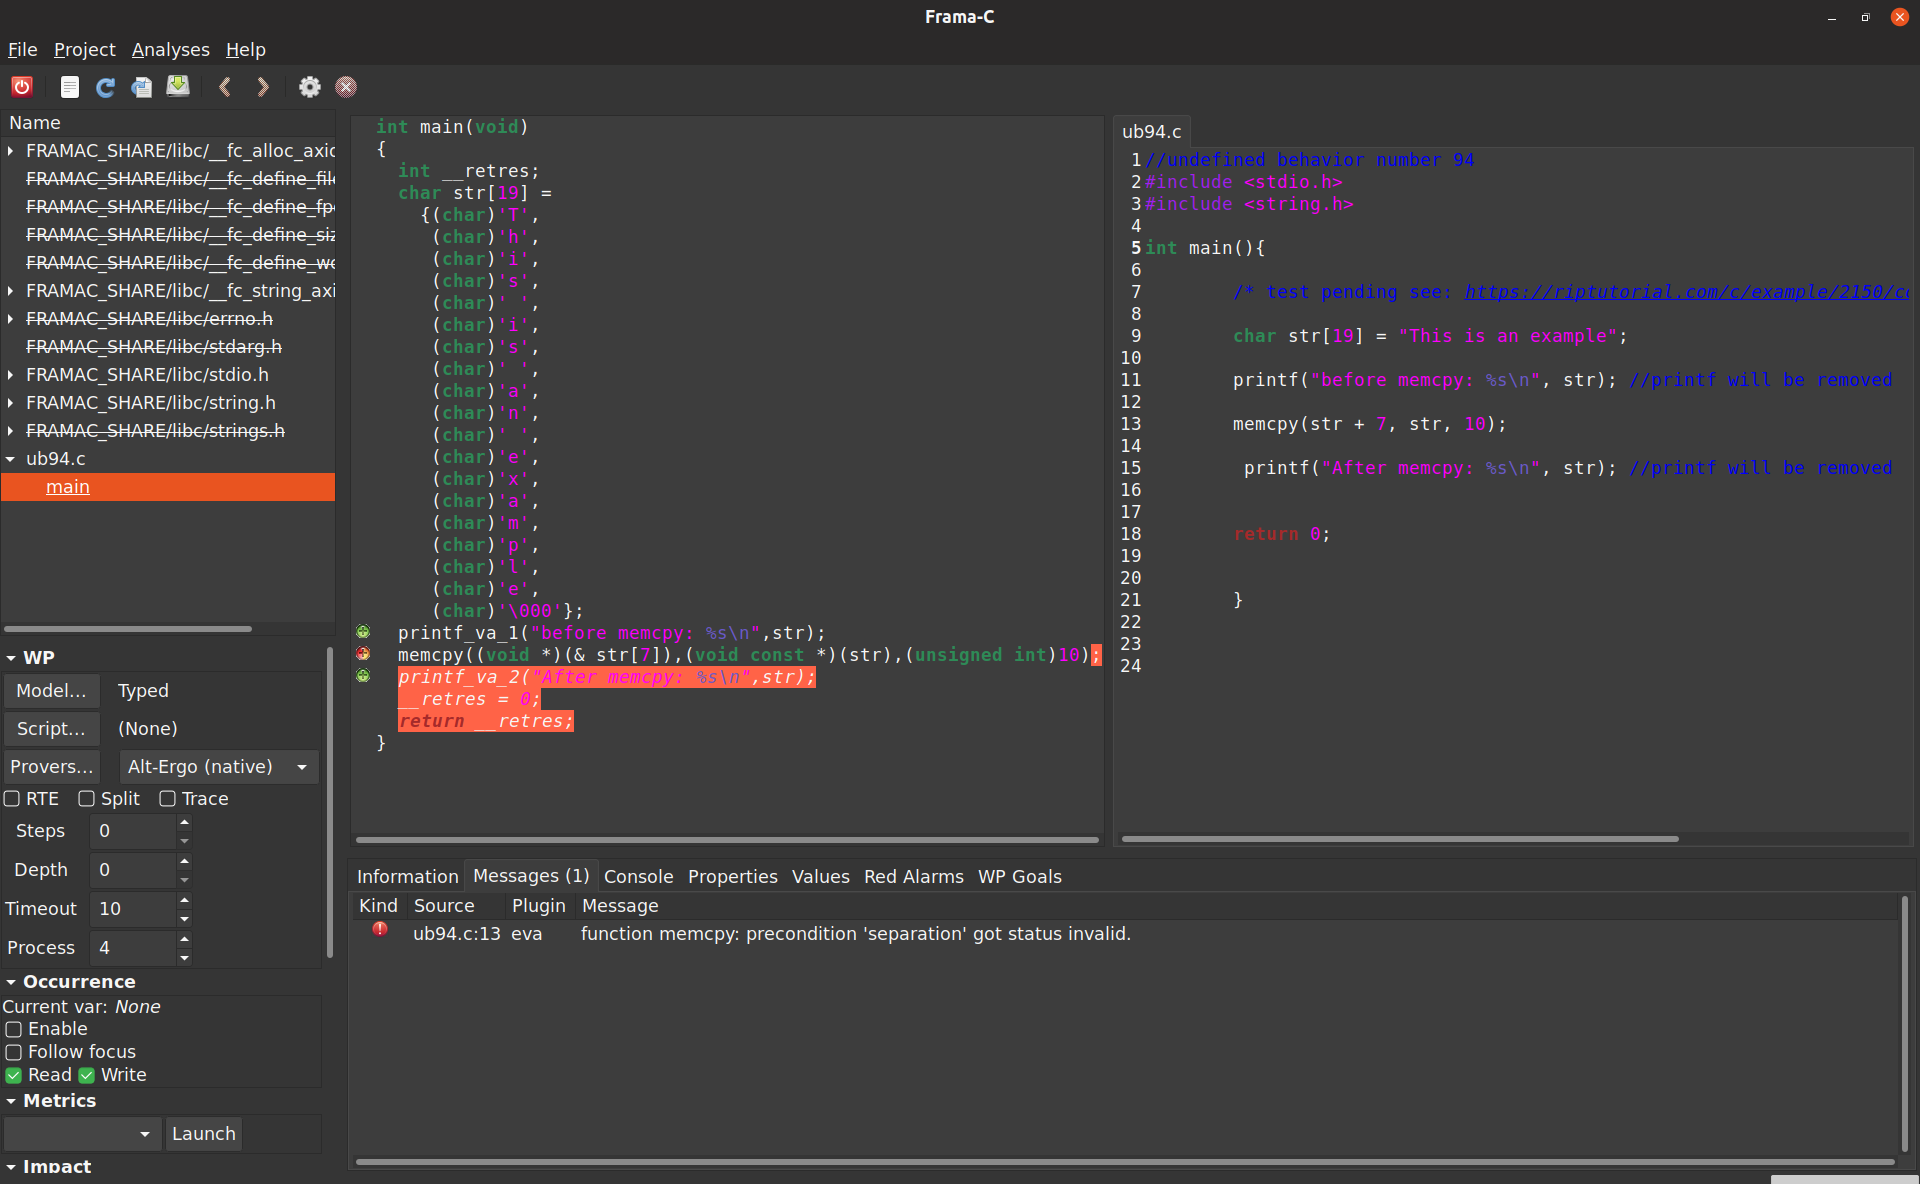 Frama-C
File Project Analyses Help
Name
FRAMAC_SHARE/libc/__fc_alloc_axic
FRAMAC_SHARE/libc/__fc_define_file
FRAMAC_SHARE/libc/__fc_define_fp
FRAMAC_SHARE/libc/__fc_define_siz
FRAMAC_SHARE/libc/__fc_define_w
FRAMAC_SHARE/libc/__fc_string_axi
FRAMAC_SHARE/libc/errno.h
FRAMAC_SHARE/libc/stdarg.h
FRAMAC_SHARE/libc/stdio.h
FRAMAC_SHARE/libc/string.h
FRAMAC_SHARE/libc/strings.h
ub94.c
main
WP
Model... Typed
Script... (None)
Provers... Alt-Ergo (native)
RTE Split Trace
Steps 0
Depth 0
Timeout 10
Process 4
Occurrence
Current var: None
Enable
Follow focus
Read Write
Metrics
Launch
Impact
int main(void)
{
int __retres;
char str[19] =
{(char)'T',
(char)'h',
(char)'i',
(char)'s',
(char)' ',
(char)'i',
(char)'s',
(char)' ',
(char)'a',
(char)'n',
(char)' ',
(char)'e',
(char)'x',
(char)'a',
(char)'m',
(char)'p',
(char)'l',
(char)'e',
(char)'\000'};
printf_va_1("before memcpy: %s\n",str);
memcpy((void *)(& str[7]),(void const *)(str),(unsigned int)10);
printf_va_2("After memcpy: %s\n",str);
__retres = 0;
return __retres;
}
ub94.c
1 //undefined behavior number 94
2 #include <stdio.h>
3 #include <string.h>
4
5 int main(){
6
7 /* test pending see: https://riptutorial.com/c/example/2150/co
8
9 char str[19] = "This is an example";
10
11 printf("before memcpy: %s\n", str); //printf will be removed
12
13 memcpy(str + 7, str, 10);
14
15 printf("After memcpy: %s\n", str); //printf will be removed
16
17
18 return 0;
19
20
21 }
22
23
24
Information Messages (1) Console Properties Values Red Alarms WP Goals
Kind Source Plugin Message
ub94.c:13 eva function memcpy: precondition 'separation' got status invalid.